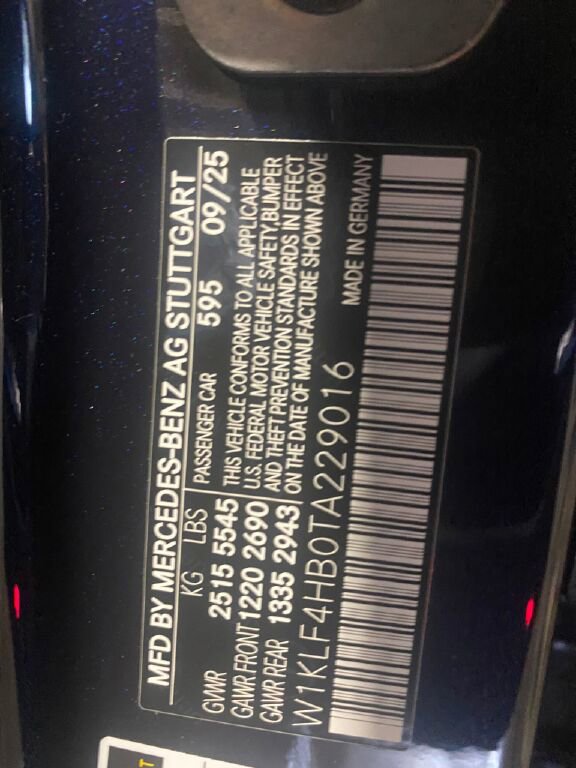 MFD BY MERCEDES-BENZ AG STUTTGART
KG LBS PASSENGER CAR 595 09/25
GWR 2515 5545 THIS VEHICLE CONFORMS TO ALL APPLICABLE
GAWR FRONT 1220 2690 U.S. FEDERAL MOTOR VEHICLE SAFETY, BUMPER
GAWR REAR 1335 2943 AND THEFT PREVENTION STANDARDS IN EFFECT
ON THE DATE OF MANUFACTURE SHOWN ABOVE
W1KLF4HB0TA229016 MADE IN GERMANY